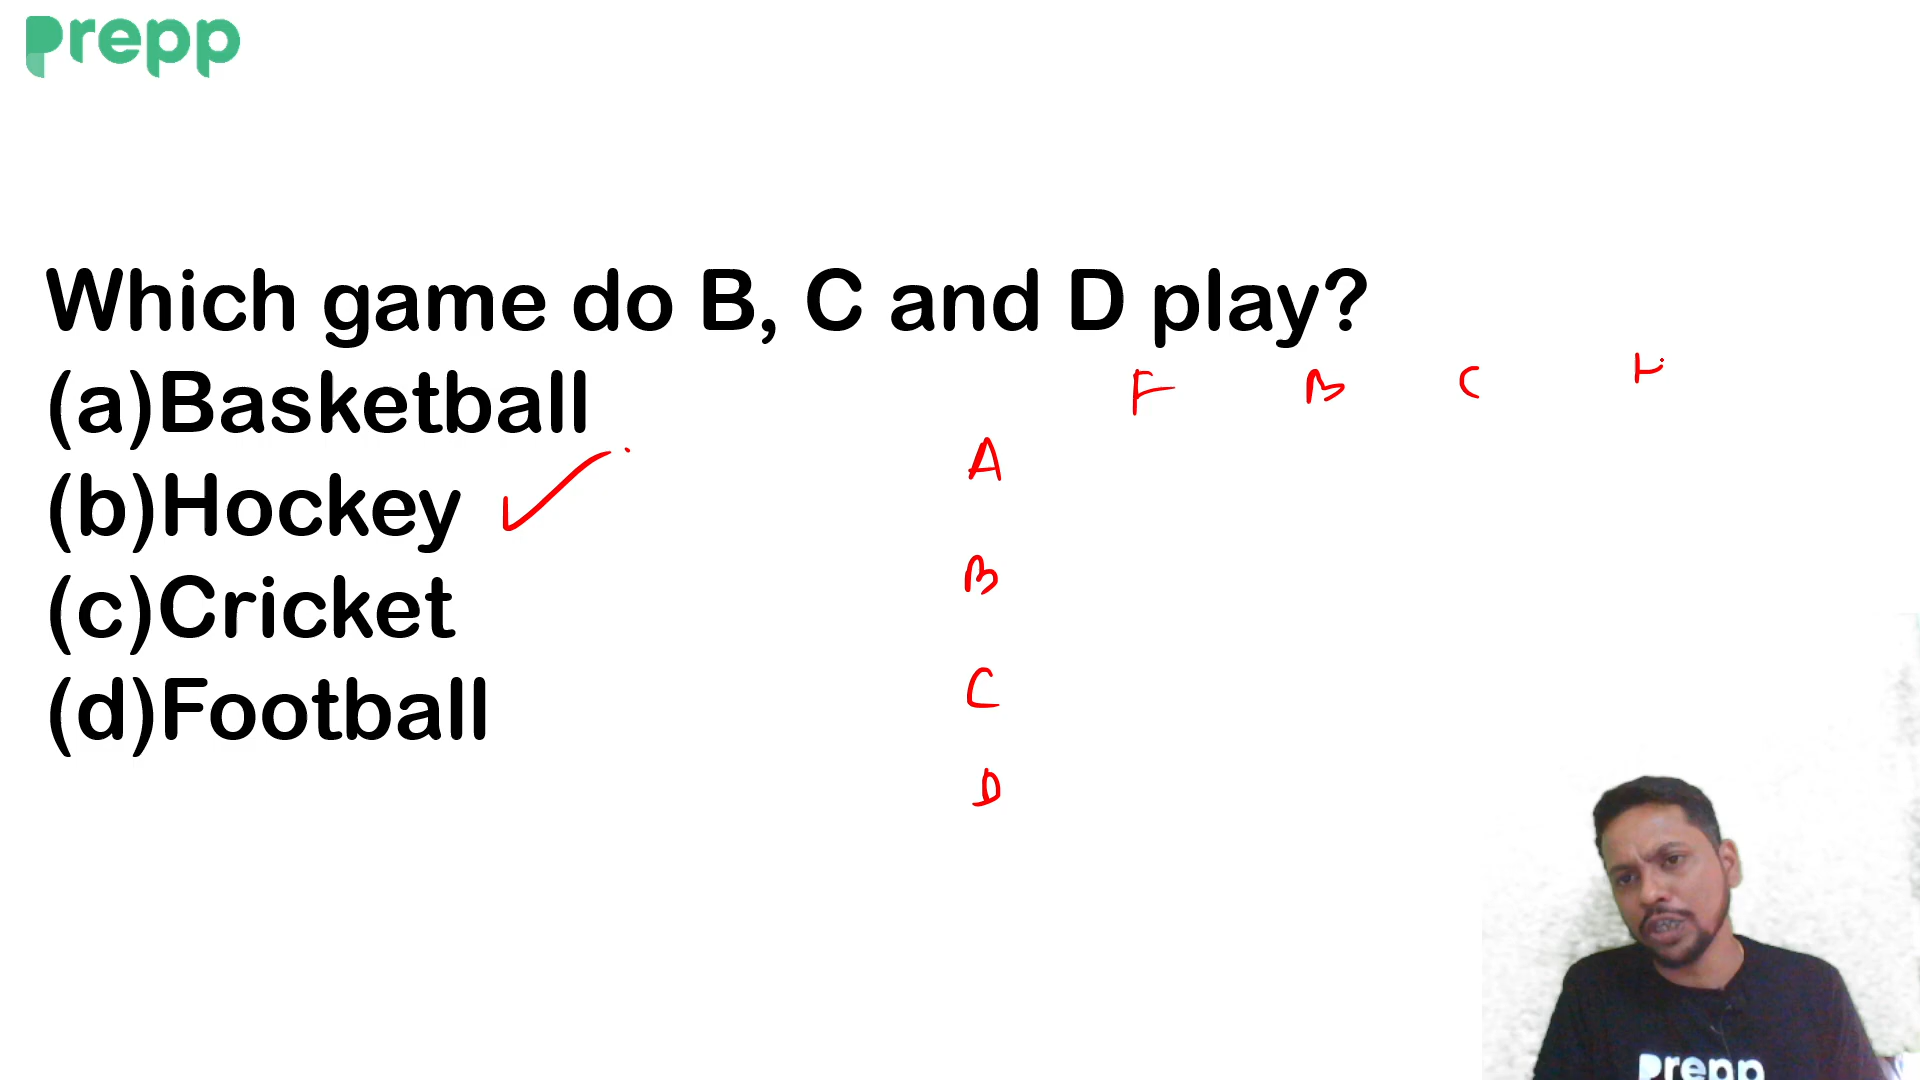 Prepp
Which game do B, C and D play?
(a)Basketball
(b)Hockey
(c)Cricket
(d)Football
F B C H
A
B
C
D
Prepp